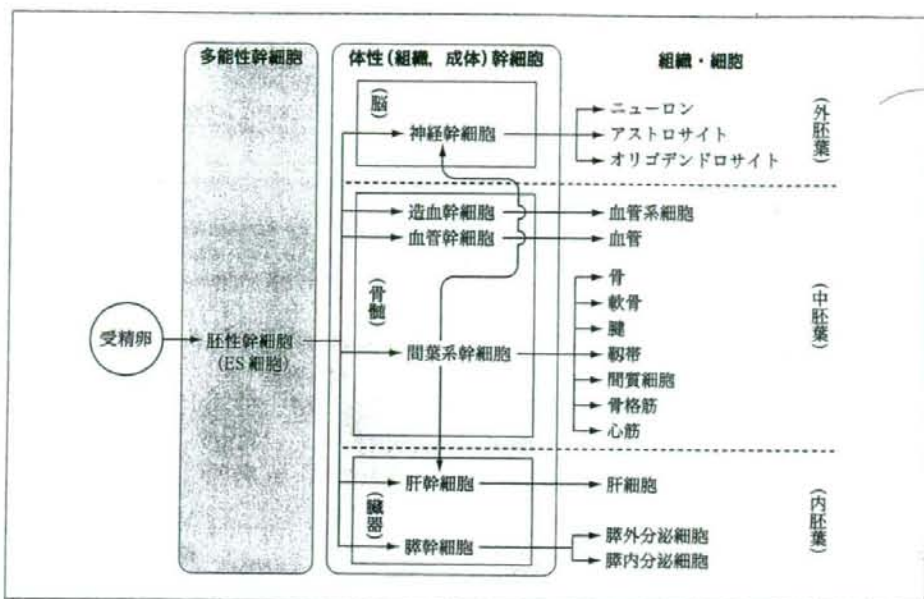 多能性幹細胞
体性(組織,成体)幹細胞
組織・細胞
(脳)
神経幹細胞
ニューロン
アストロサイト
オリゴデンドロサイト
(外胚葉)
造血幹細胞
血管系細胞
血管幹細胞
血管
(骨髄)
受精卵
胚性幹細胞
(ES 細胞)
間葉系幹細胞
骨
軟骨
腱
靱帯
間質細胞
骨格筋
心筋
(中胚葉)
(臓器)
肝幹細胞
肝細胞
膵幹細胞
膵外分泌細胞
膵内分泌細胞
(内胚葉)